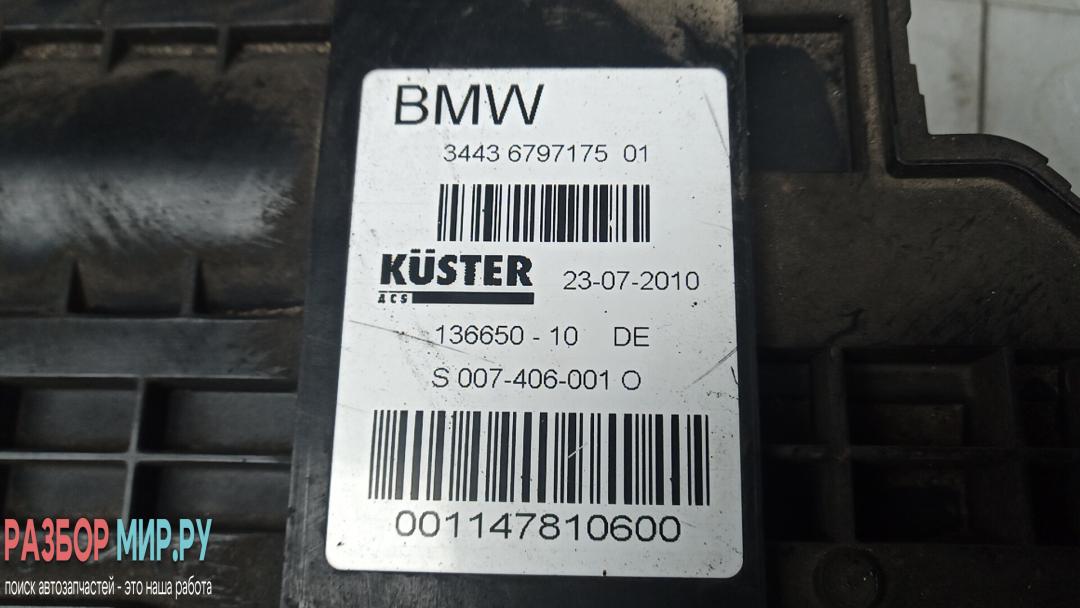 BMW
3443 6797175 01
KÜSTER
ACS
23-07-2010
136650 - 10 DE
S 007-406-001 O
001147810600
РАЗБОР МИР.РУ
поиск автозапчастей - это наша работа